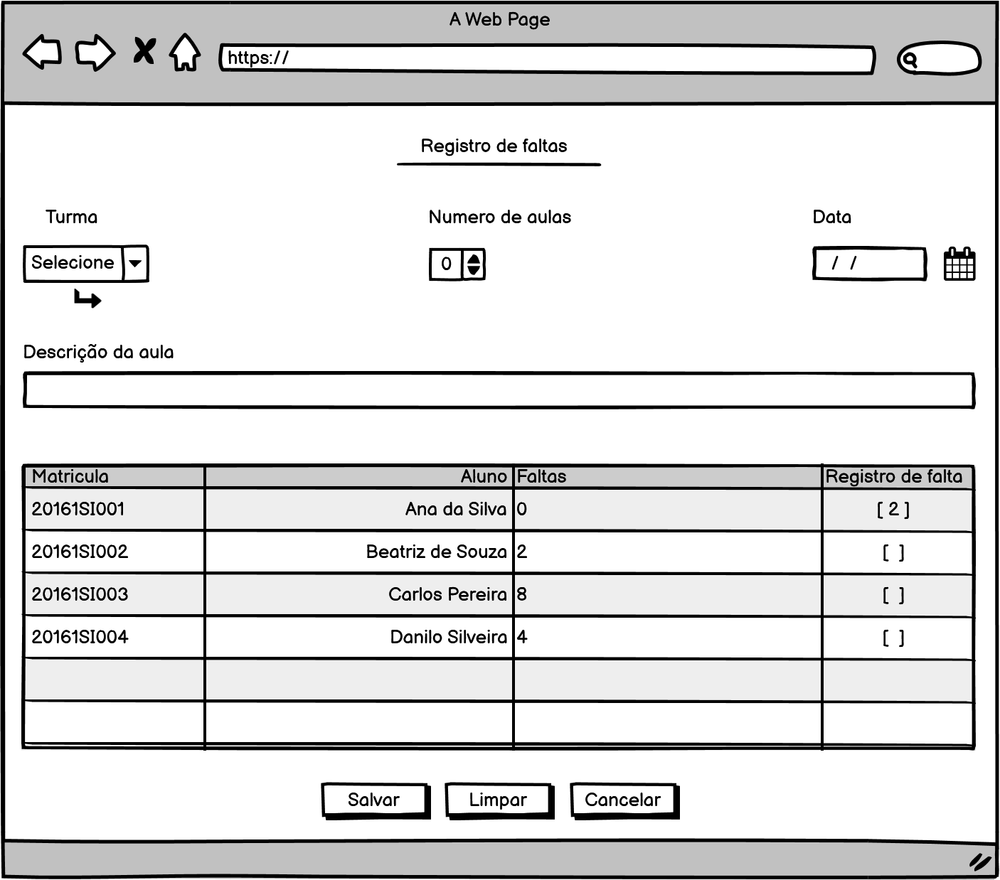 A Web Page
https://
Registro de faltas
Turma Numero de aulas Data
Selecione 0 / /
Descrição da aula
Matricula Aluno Faltas Registro de falta
20161SI001 Ana da Silva 0 [ 2 ]
20161SI002 Beatriz de Souza 2 [ ]
20161SI003 Carlos Pereira 8 [ ]
20161SI004 Danilo Silveira 4 [ ]
Salvar Limpar Cancelar